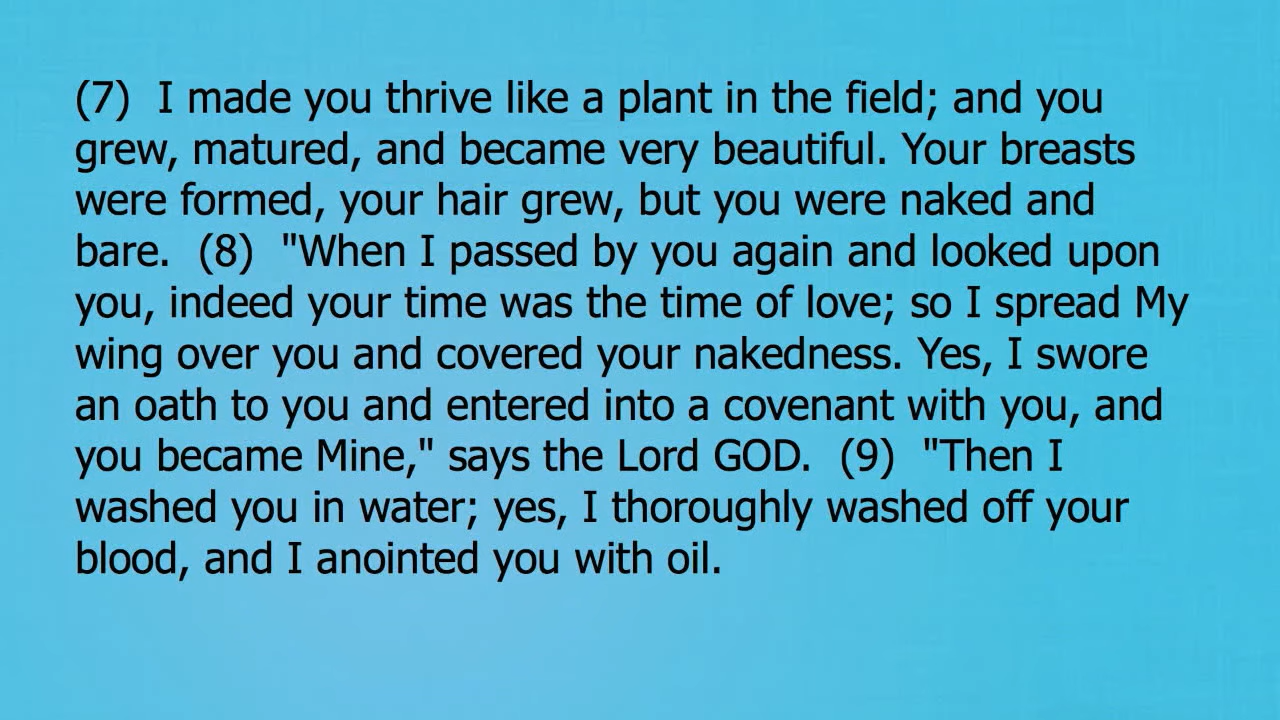 (7)  I made you thrive like a plant in the field; and you
grew, matured, and became very beautiful. Your breasts
were formed, your hair grew, but you were naked and
bare.  (8)  "When I passed by you again and looked upon
you, indeed your time was the time of love; so I spread My
wing over you and covered your nakedness. Yes, I swore
an oath to you and entered into a covenant with you, and
you became Mine," says the Lord GOD.  (9)  "Then I
washed you in water; yes, I thoroughly washed off your
blood, and I anointed you with oil.